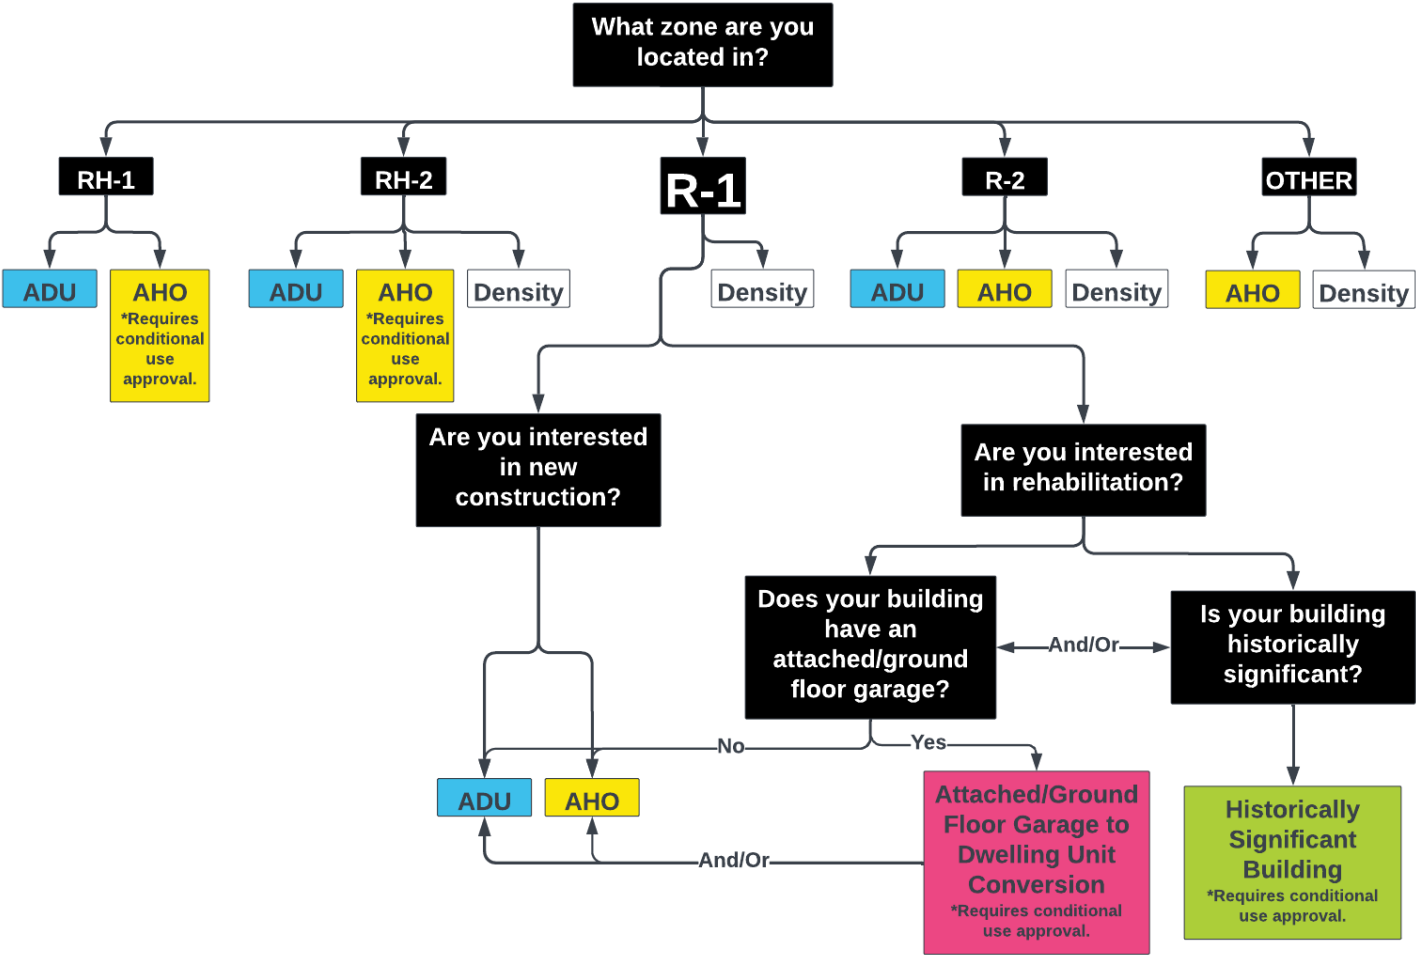 What zone are you
located in?
RH-1
RH-2
R-1
R-2
OTHER
ADU
AHO
*Requires
conditional
use
approval.
ADU
AHO
*Requires
conditional
use
approval.
Density
Density
ADU
AHO
Density
AHO
Density
Are you interested
in new
construction?
Are you interested
in rehabilitation?
Does your building
have an
attached/ground
floor garage?
And/Or
Is your building
historically
significant?
No
Yes
ADU
AHO
And/Or
Attached/Ground
Floor Garage to
Dwelling Unit
Conversion
*Requires conditional
use approval.
Historically
Significant
Building
*Requires conditional
use approval.